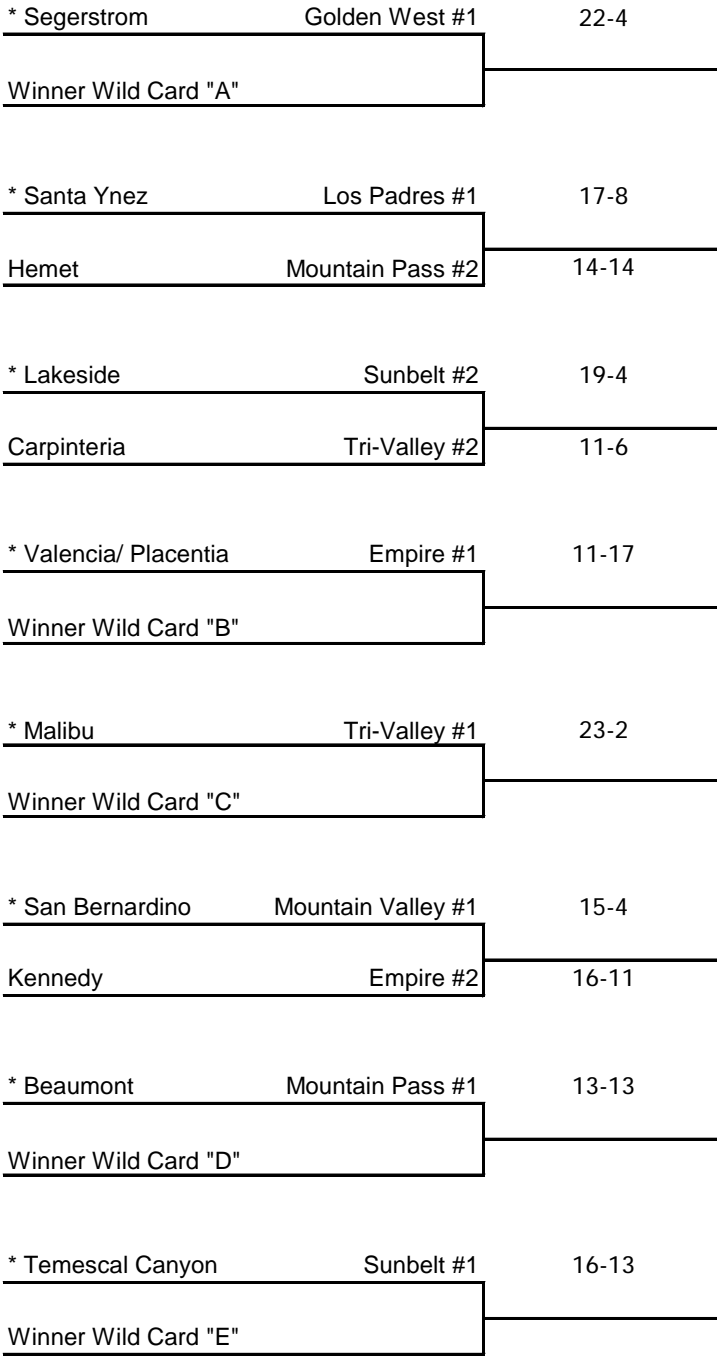 * Segerstrom Golden West #1 22-4
Winner Wild Card "A"
* Santa Ynez Los Padres #1 17-8
Hemet Mountain Pass #2 14-14
* Lakeside Sunbelt #2 19-4
Carpinteria Tri-Valley #2 11-6
* Valencia/ Placentia Empire #1 11-17
Winner Wild Card "B"
* Malibu Tri-Valley #1 23-2
Winner Wild Card "C"
* San Bernardino Mountain Valley #1 15-4
Kennedy Empire #2 16-11
* Beaumont Mountain Pass #1 13-13
Winner Wild Card "D"
* Temescal Canyon Sunbelt #1 16-13
Winner Wild Card "E"